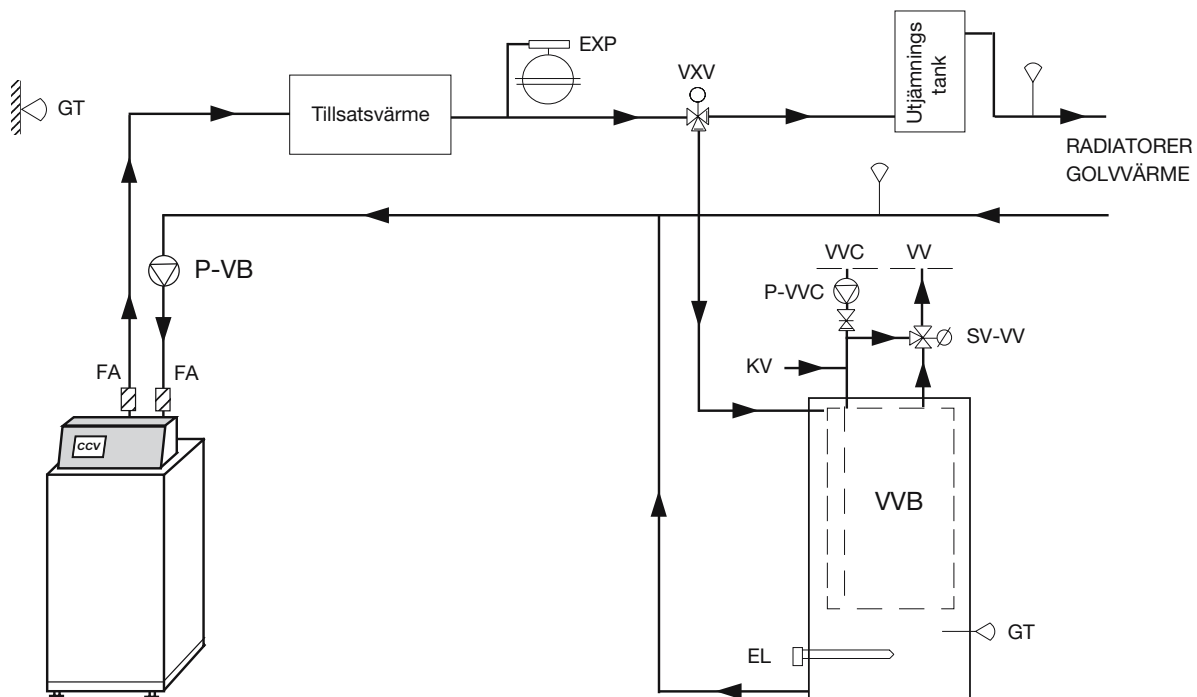 EXP
VXV
Utjämnings
tank
GT
Tillsatsvärme
RADIATORER
GOLVVÄRME
P-VB
VVC
VV
P-VVC
SV-VV
FA
FA
KV
CCV
VVB
GT
EL